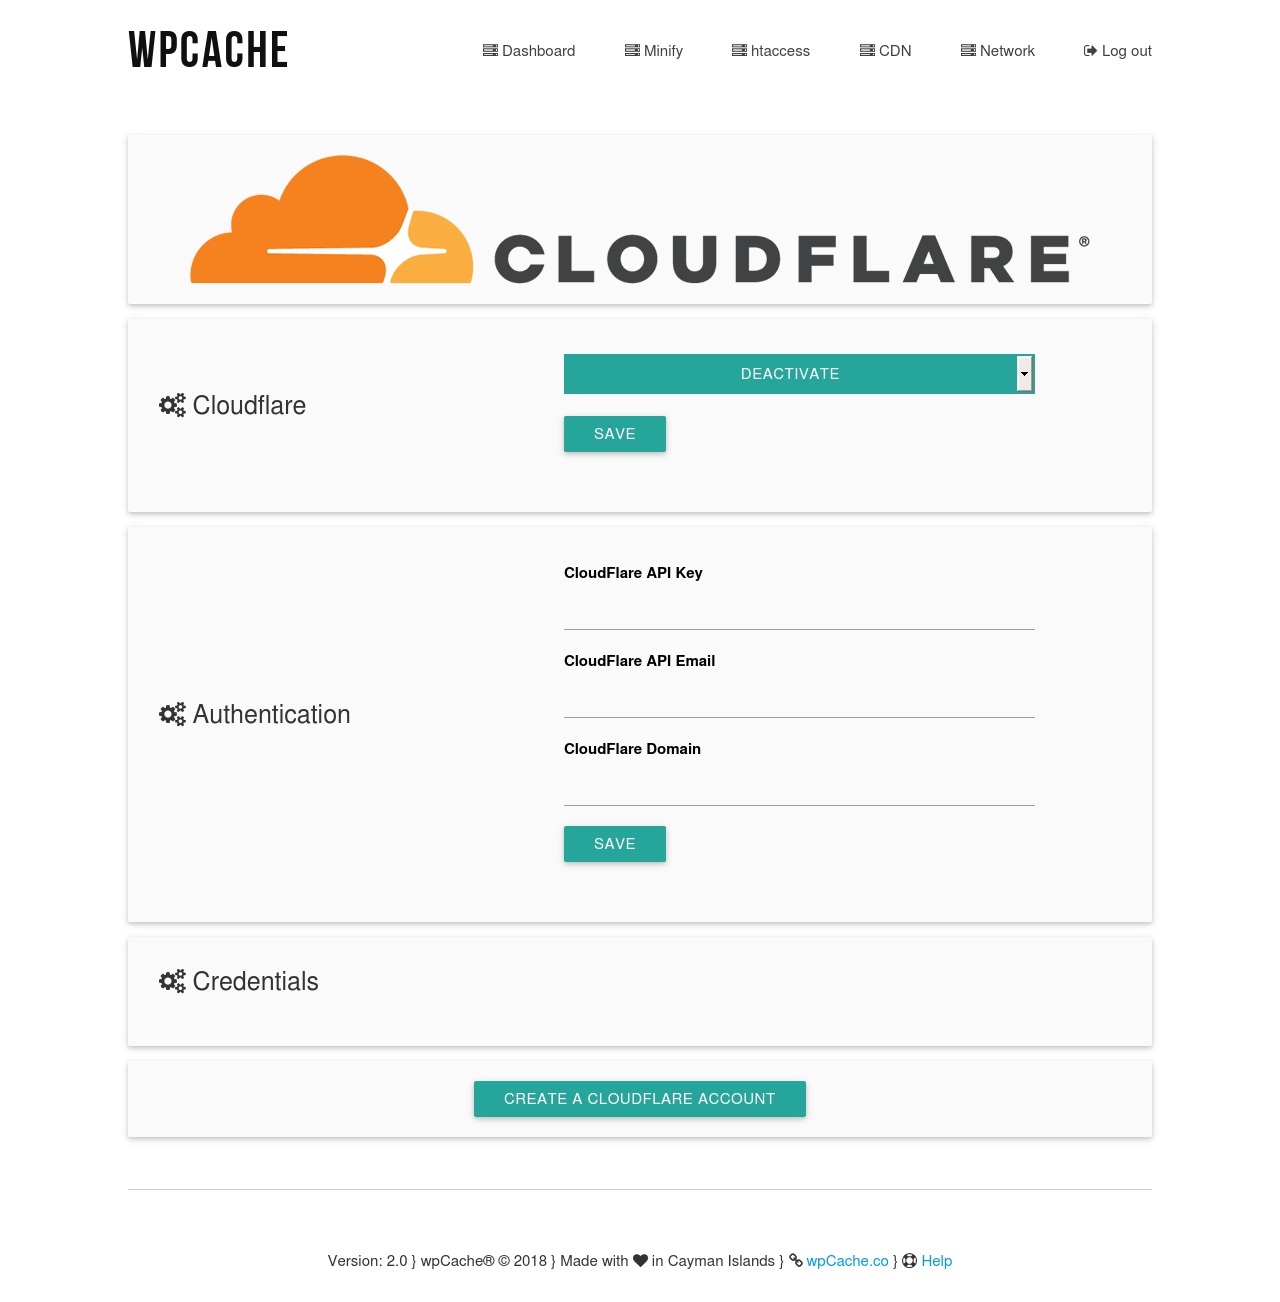 WPCACHE Dashboard Minify htaccess CDN Network Log out
CLOUDFLARE®
Cloudflare
DEACTIVATE
SAVE
Authentication
CloudFlare API Key
CloudFlare API Email
CloudFlare Domain
SAVE
Credentials
CREATE A CLOUDFLARE ACCOUNT
Version: 2.0 } wpCache® © 2018 } Made with in Cayman Islands } wpCache.co } Help